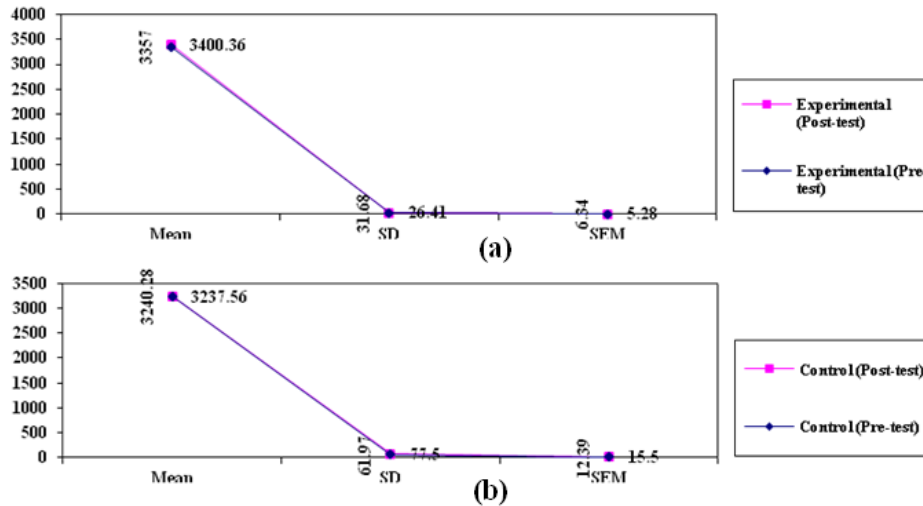 4000
3500
3000
2500
2000
1500
1000
500
0
3357
3400.36
31.68
26.41
6.34
5.28
Mean
SD
SEM
Experimental
(Post-test)
Experimental (Pre-
test)
(a)
3500
3000
2500
2000
1500
1000
500
0
3240.28
3237.56
61.97
77.5
12.39
15.5
Mean
SD
SEM
Control (Post-test)
Control (Pre-test)
(b)